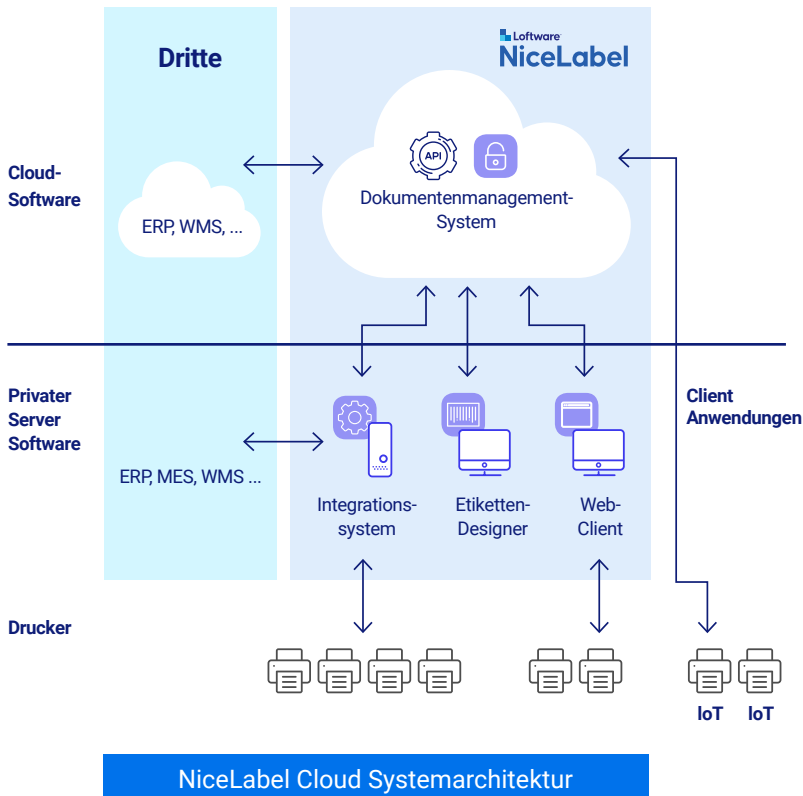 Dritte
Loftware
NiceLabel
Cloud-
Software
API
Dokumentenmanagement-
System
ERP, WMS, ...
Privater
Server
Software
Client
Anwendungen
ERP, MES, WMS ...
Integrations-
system
Etiketten-
Designer
Web-
Client
Drucker
IoT
IoT
NiceLabel Cloud Systemarchitektur